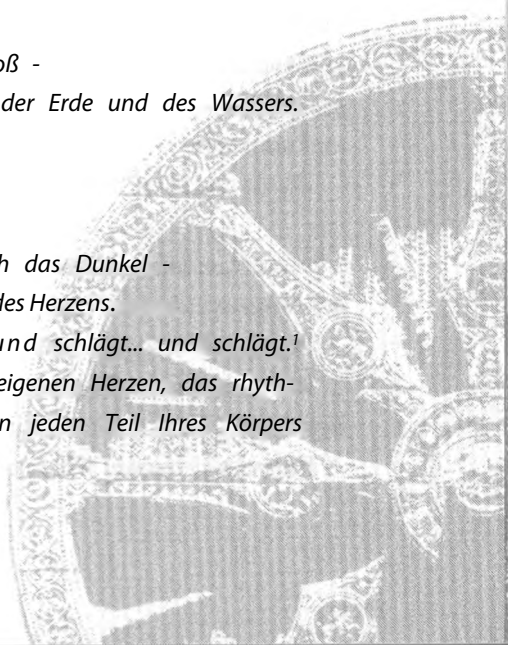 oß -
der Erde und des Wassers.
h das Dunkel -
des Herzens.
und schlägt... und schlägt.¹
eigenen Herzen, das rhyth-
n jeden Teil Ihres Körpers